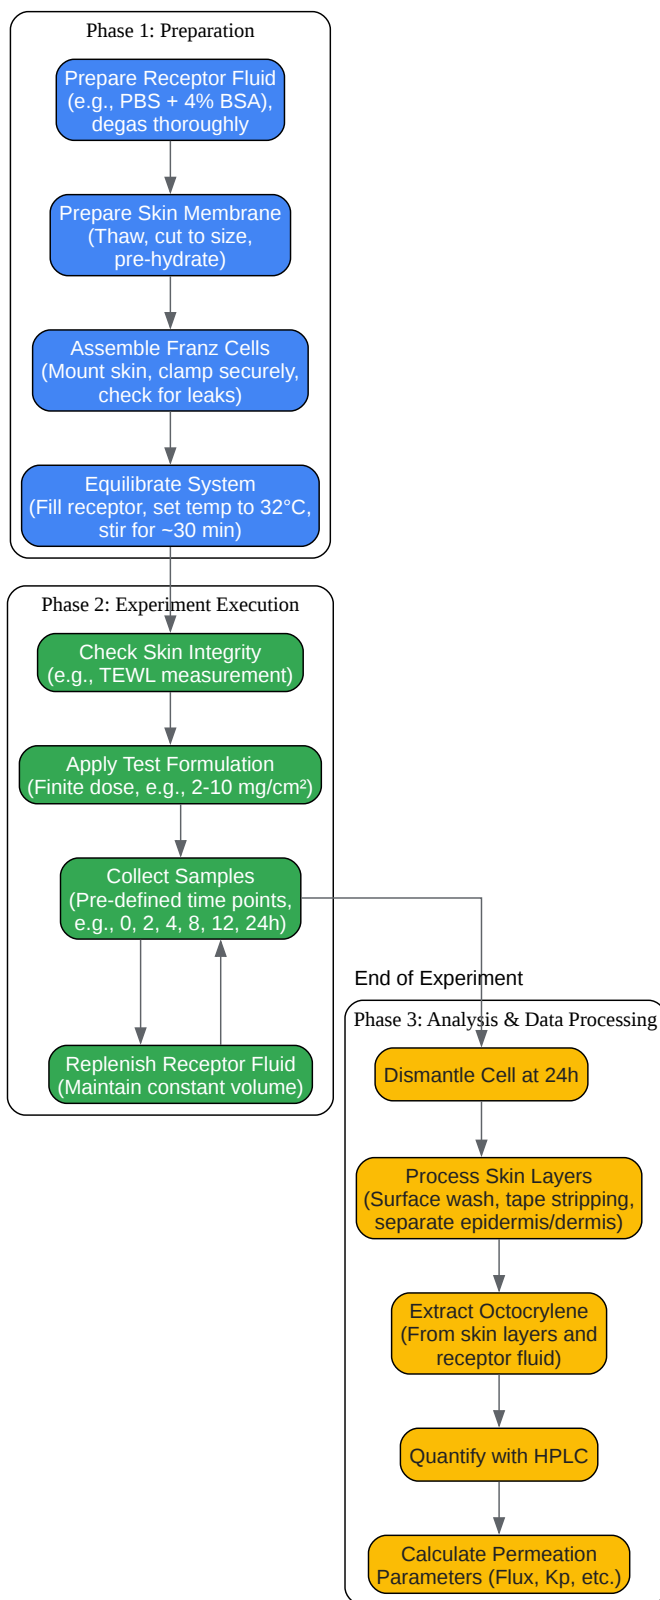 Phase 1: Preparation
Prepare Receptor Fluid
(e.g., PBS + 4% BSA),
degas thoroughly
Prepare Skin Membrane
(Thaw, cut to size,
pre-hydrate)
Assemble Franz Cells
(Mount skin, clamp securely,
check for leaks)
Equilibrate System
(Fill receptor, set temp to 32°C,
stir for ~30 min)
Phase 2: Experiment Execution
Check Skin Integrity
(e.g., TEWL measurement)
Apply Test Formulation
(Finite dose, e.g., 2-10 mg/cm²)
Collect Samples
(Pre-defined time points,
e.g., 0, 2, 4, 8, 12, 24h)
Replenish Receptor Fluid
(Maintain constant volume)
End of Experiment
Phase 3: Analysis & Data Processing
Dismantle Cell at 24h
Process Skin Layers
(Surface wash, tape stripping,
separate epidermis/dermis)
Extract Octocrylene
(From skin layers and
receptor fluid)
Quantify with HPLC
Calculate Permeation
Parameters (Flux, Kp, etc.)